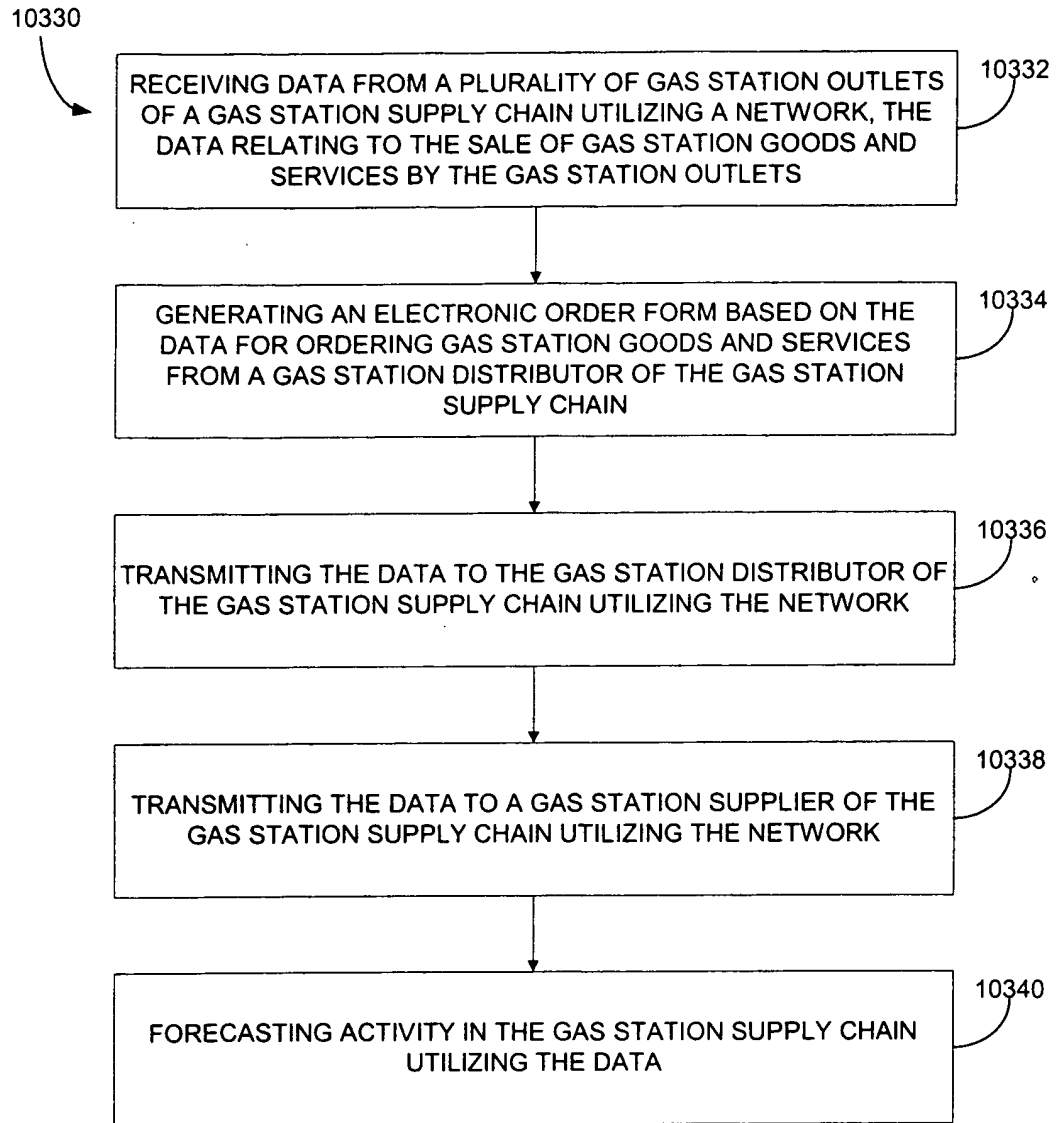 10330
RECEIVING DATA FROM A PLURALITY OF GAS STATION OUTLETS
OF A GAS STATION SUPPLY CHAIN UTILIZING A NETWORK, THE
DATA RELATING TO THE SALE OF GAS STATION GOODS AND
SERVICES BY THE GAS STATION OUTLETS
10332
GENERATING AN ELECTRONIC ORDER FORM BASED ON THE
DATA FOR ORDERING GAS STATION GOODS AND SERVICES
FROM A GAS STATION DISTRIBUTOR OF THE GAS STATION
SUPPLY CHAIN
10334
TRANSMITTING THE DATA TO THE GAS STATION DISTRIBUTOR OF
THE GAS STATION SUPPLY CHAIN UTILIZING THE NETWORK
10336
TRANSMITTING THE DATA TO A GAS STATION SUPPLIER OF THE
GAS STATION SUPPLY CHAIN UTILIZING THE NETWORK
10338
FORECASTING ACTIVITY IN THE GAS STATION SUPPLY CHAIN
UTILIZING THE DATA
10340